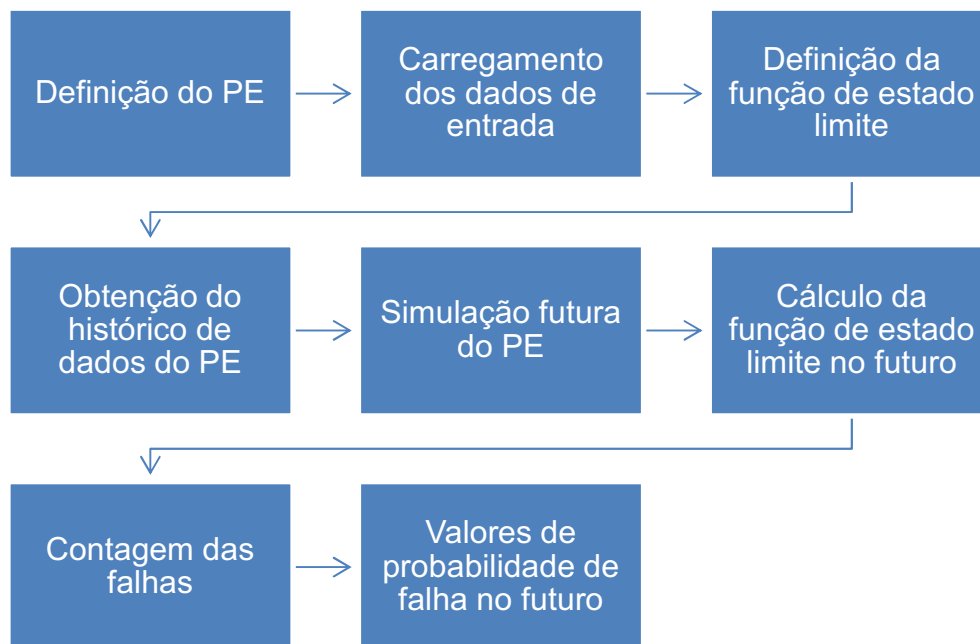 Definição do PE
Carregamento
dos dados de
entrada
Definição da
função de estado
limite
Obtenção do
histórico de
dados do PE
Simulação futura
do PE
Cálculo da
função de estado
limite no futuro
Contagem das
falhas
Valores de
probabilidade de
falha no futuro